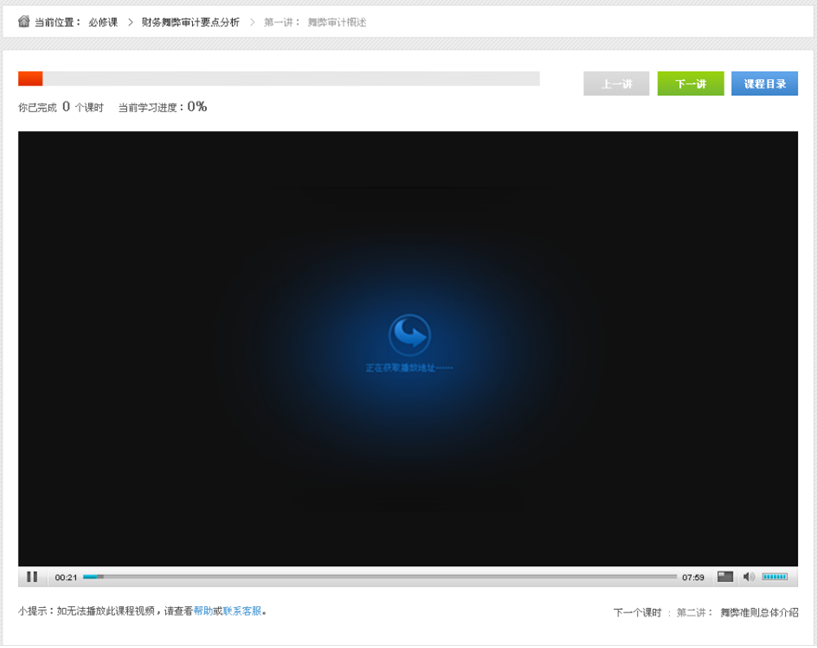 当前位置： 必修课 > 财务舞弊审计要点分析 > 第一讲： 舞弊审计概述
上一讲 下一讲 课程目录
你已完成 0 个课时 当前学习进度：0%
正在获取播放地址······
00:21 07:59
小提示：如无法播放此课程视频，请查看帮助或联系客服。
下一个课时 : 第二讲： 舞弊准则总体介绍